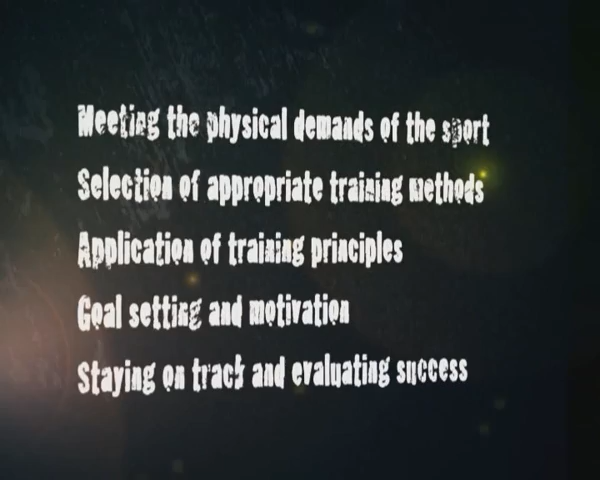 Meeting the physical demands of the sport
Selection of appropriate training methods
Application of training principles
Goal setting and motivation
Staying on track and evaluating success